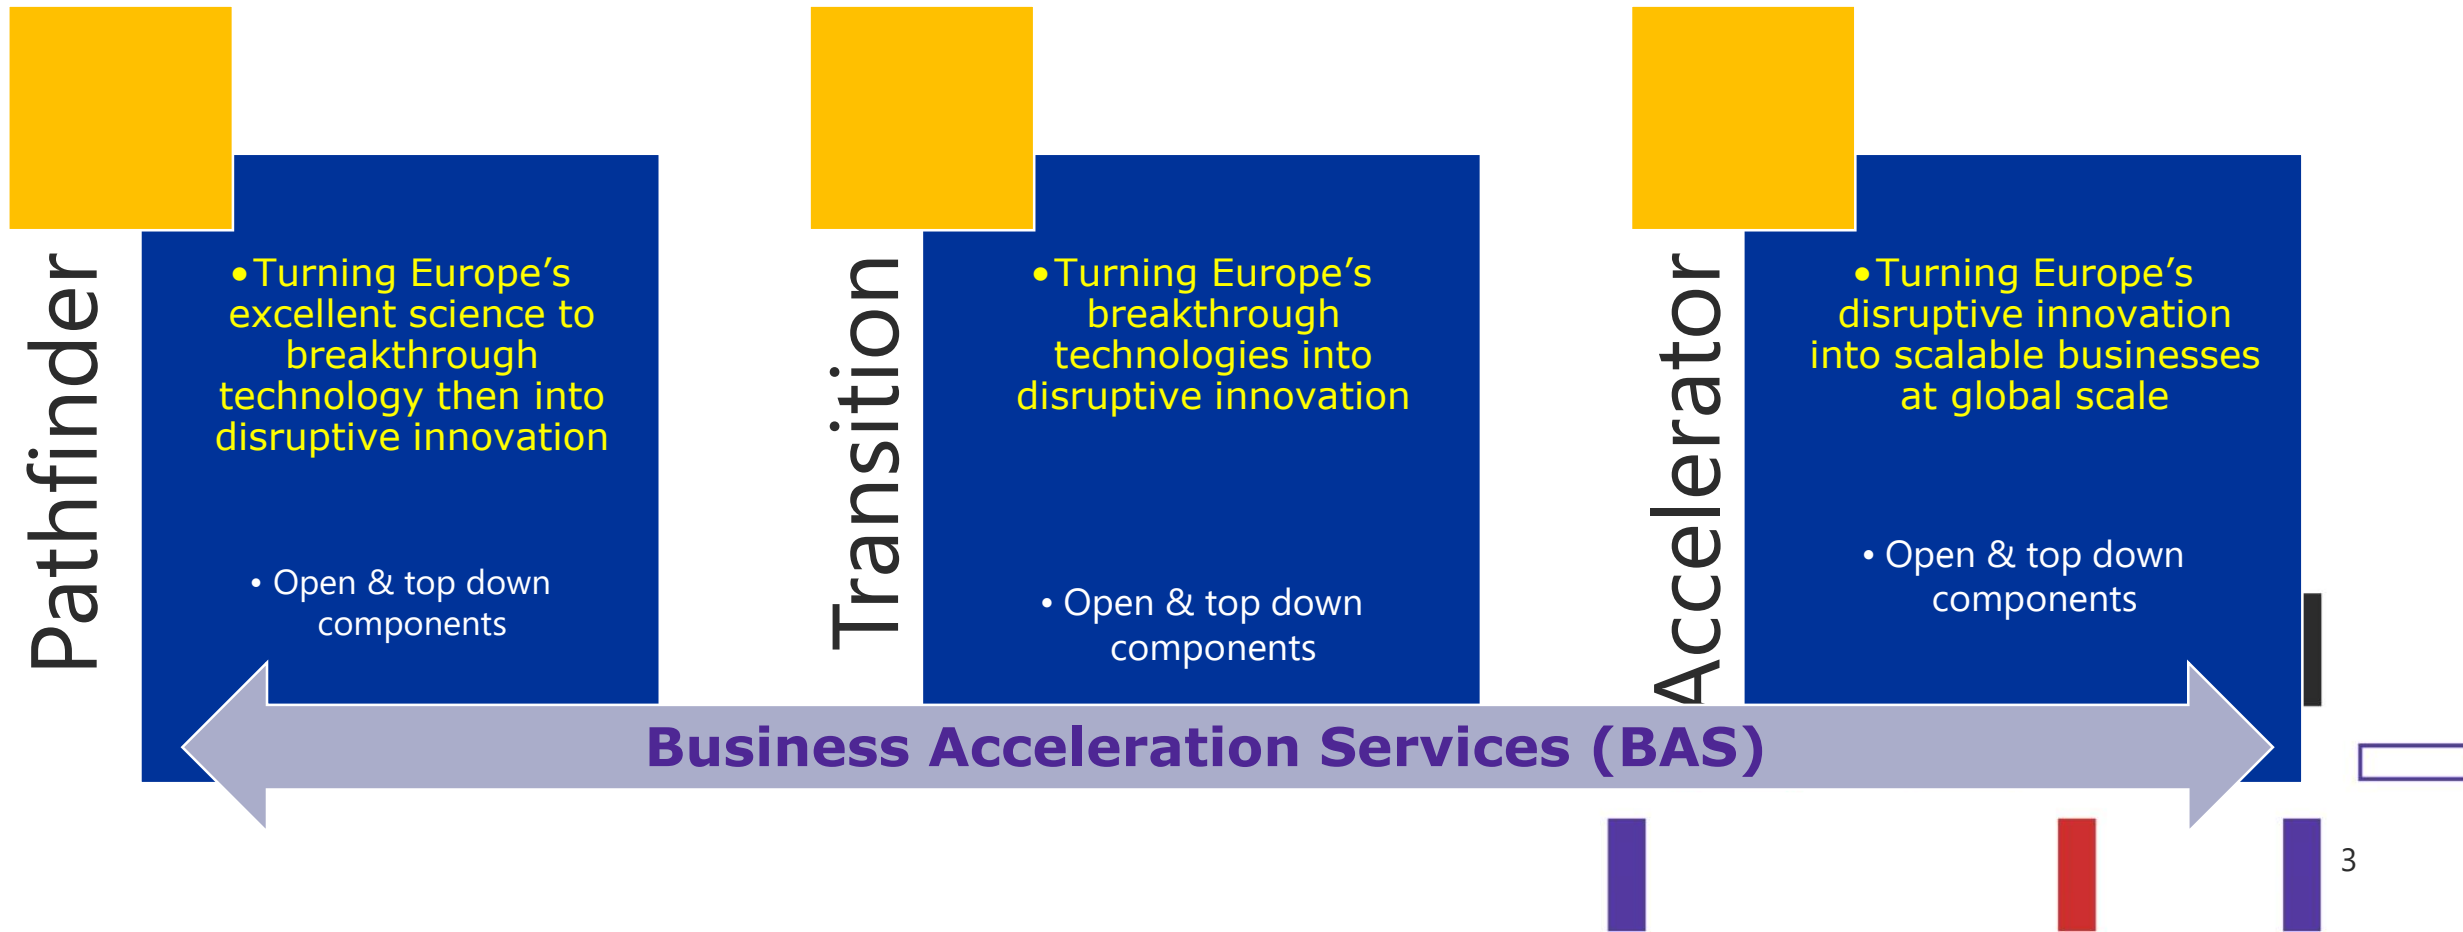 Pathfinder
•Turning Europe’s
excellent science to
breakthrough
technology then into
disruptive innovation
• Open & top down
components
Transition
•Turning Europe’s
breakthrough
technologies into
disruptive innovation
• Open & top down
components
Accelerator
•Turning Europe’s
disruptive innovation
into scalable businesses
at global scale
• Open & top down
components
Business Acceleration Services (BAS)
3